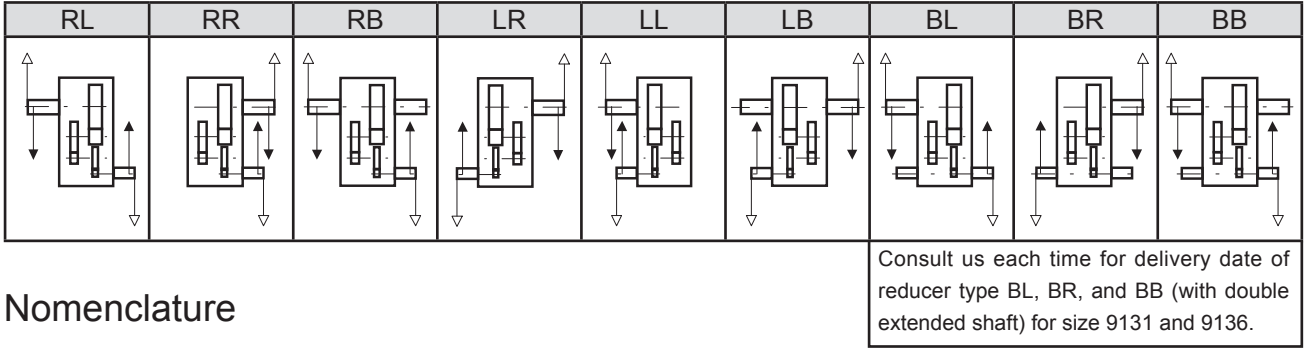 RL RR RB LR LL LB BL BR BB
Consult us each time for delivery date of
reducer type BL, BR, and BB (with double
extended shaft) for size 9131 and 9136.
Nomenclature